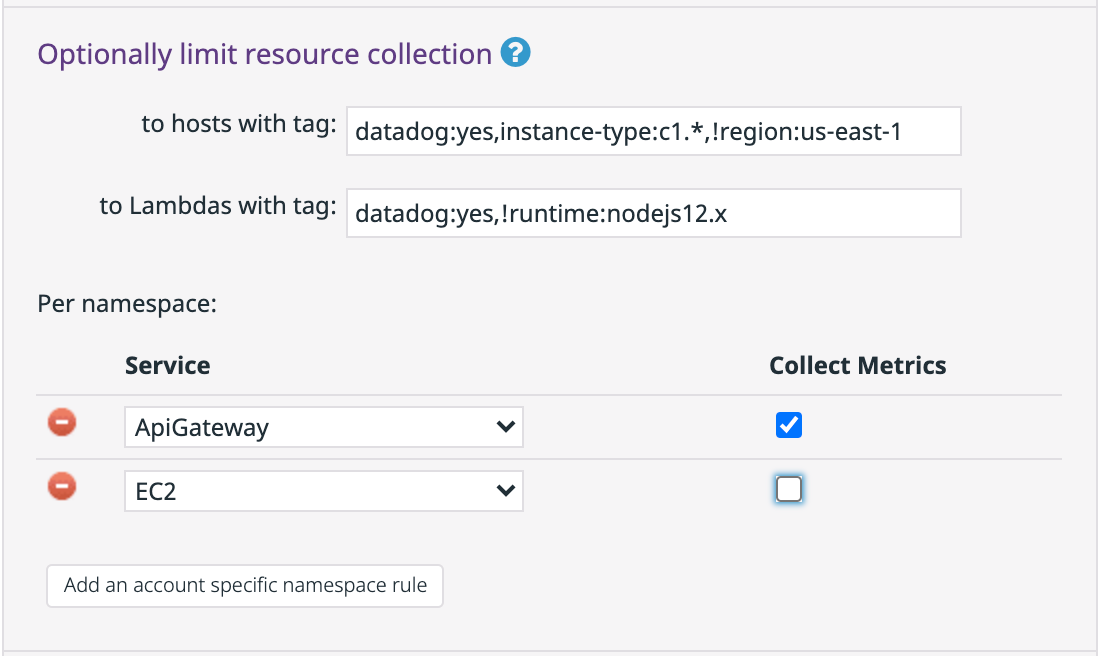 Optionally limit resource collection ?
to hosts with tag: datadog:yes,instance-type:c1.*,!region:us-east-1
to Lambdas with tag: datadog:yes,!runtime:nodejs12.x
Per namespace:
Service Collect Metrics
ApiGateway
EC2
Add an account specific namespace rule